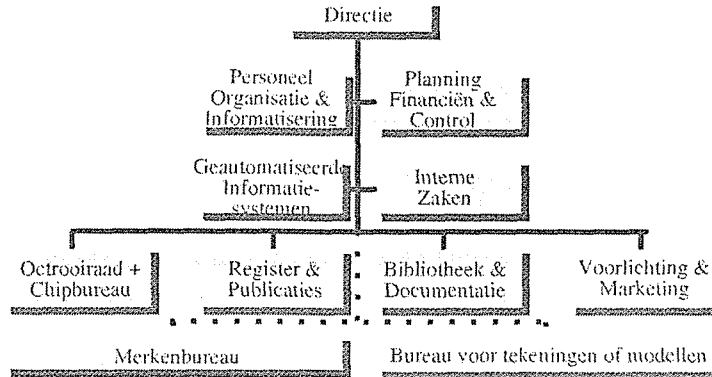 Directie
Personeel
Organisatie &
Informatisering
Planning
Financiën &
Control
Geautomatiseerde
Informatie-
systemen
Interne
Zaken
Octrooiraad +
Chipbureau
Register &
Publicaties
Bibliotheek &
Documentatie
Voorlichting &
Marketing
Merkenbureau
Bureau voor tekeningen of modellen